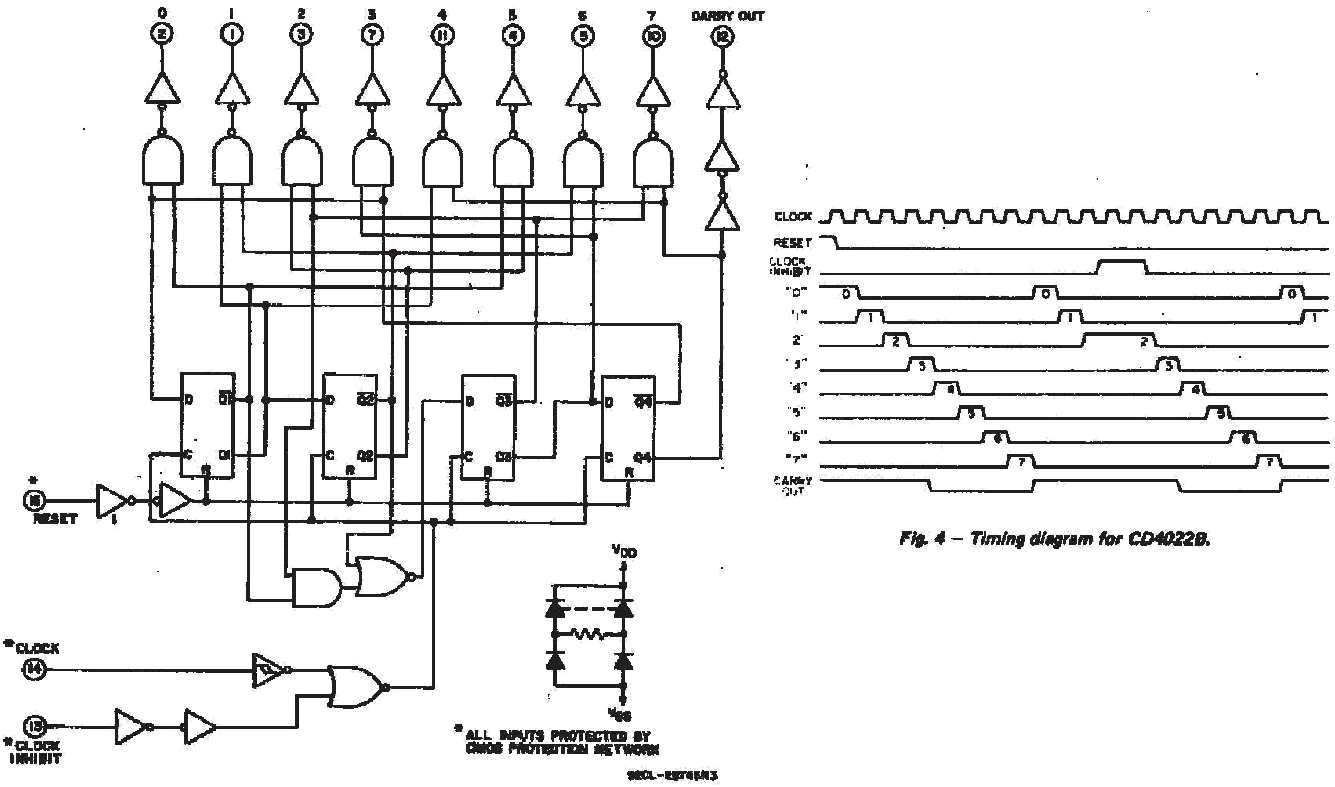 0 1 2 3 4 5 6 7 DARRY OUT
2 1 3 7 11 4 5 10 12
D Q1 D Q2 D Q3 D Q4
C Q1 C Q2 C Q3 C Q4
R R R R
*
15
RESET
1
VDD
* CLOCK
14
13
* CLOCK
INHIBIT
VSS
* ALL INPUTS PROTECTED BY
CMOS PROTECTION NETWORK
CLOCK
RESET
CLOCK
INHIBIT
"0" 0 0 0
"1" 1 1 1
2 2 2
"3" 3 3
"4" 4 4
"5" 5 5
"6" 6 6
"7" 7 7
CARRY
OUT
Fig. 4 – Timing diagram for CD4022B.